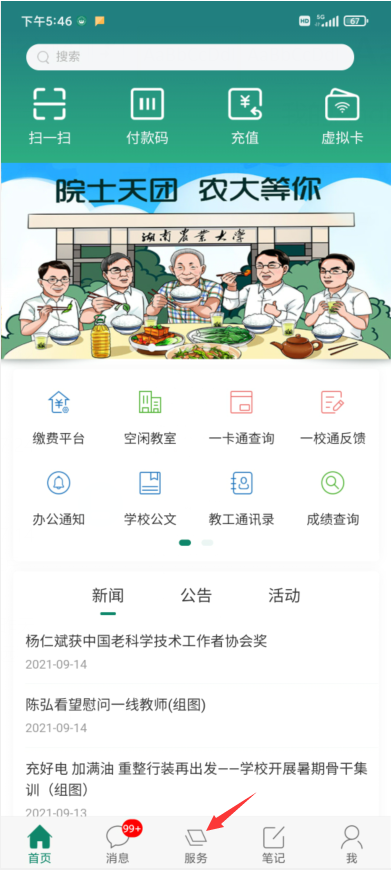 下午5:46
HD 5G 67
搜索
扫一扫 付款码 充值 虚拟卡
院士天团 农大等你
湖南农业大学
缴费平台 空闲教室 一卡通查询 一校通反馈
办公通知 学校公文 教工通讯录 成绩查询
新闻 公告 活动
杨仁斌获中国老科学技术工作者协会奖
2021-09-14
陈弘看望慰问一线教师(组图)
2021-09-14
充好电 加满油 重整行装再出发——学校开展暑期骨干集
训（组图）
2021-09-13
99+
首页 消息 服务 笔记 我